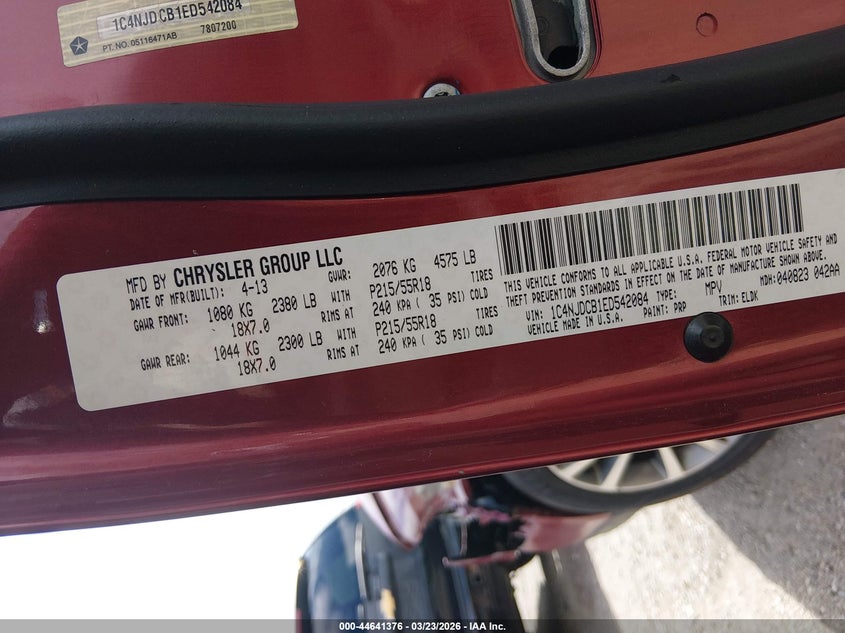 1C4NJDCB1ED542084
PT. NO. 05116471AB 7807200
MFD BY CHRYSLER GROUP LLC
DATE OF MFR(BUILT): 4-13 GVWR: 2076 KG 4575 LB
GAWR FRONT: 1080 KG 2380 LB WITH P215/55R18 TIRES
18X7.0 RIMS AT 240 KPA ( 35 PSI) COLD
GAWR REAR: 1044 KG 2300 LB WITH P215/55R18 TIRES
18X7.0 RIMS AT 240 KPA ( 35 PSI) COLD
THIS VEHICLE CONFORMS TO ALL APPLICABLE U.S.A. FEDERAL MOTOR VEHICLE SAFETY AND
THEFT PREVENTION STANDARDS IN EFFECT ON THE DATE OF MANUFACTURE SHOWN ABOVE.
VIN: 1C4NJDCB1ED542084 TYPE: MPV MDH: 040823 042AA
VEHICLE MADE IN U.S.A. PAINT: PRP TRIM: ELDK
000-44641376 | 03/23/2026 | IAA Inc.